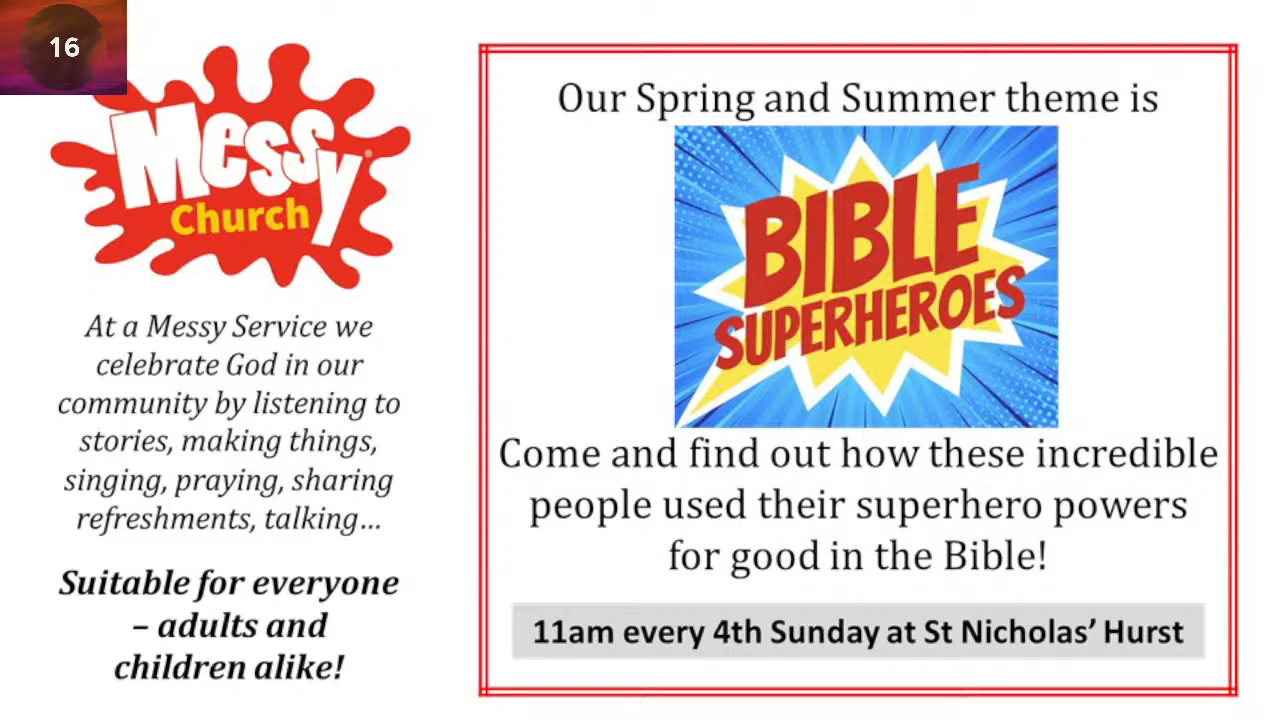 16
Messy®
Church
At a Messy Service we
celebrate God in our
community by listening to
stories, making things,
singing, praying, sharing
refreshments, talking…
Suitable for everyone
– adults and
children alike!
Our Spring and Summer theme is
BIBLE
SUPERHEROES
Come and find out how these incredible
people used their superhero powers
for good in the Bible!
11am every 4th Sunday at St Nicholas’ Hurst